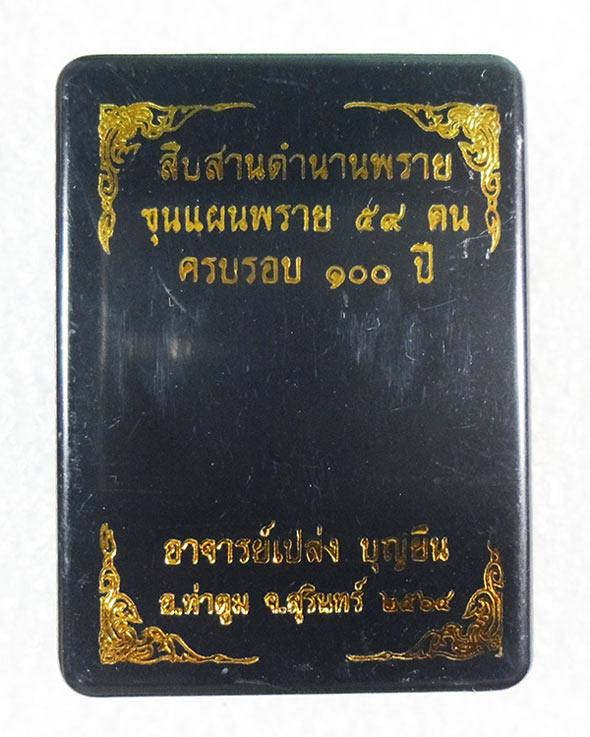 สืบสานตำนานพราย
ขุนแผนพราย ๕๙ ตน
ครบรอบ ๑๐๐ ปี
อาจารย์เปล่ง บุญยืน
อ.ท่าตูม จ.สุรินทร์ ๒๕๖๔